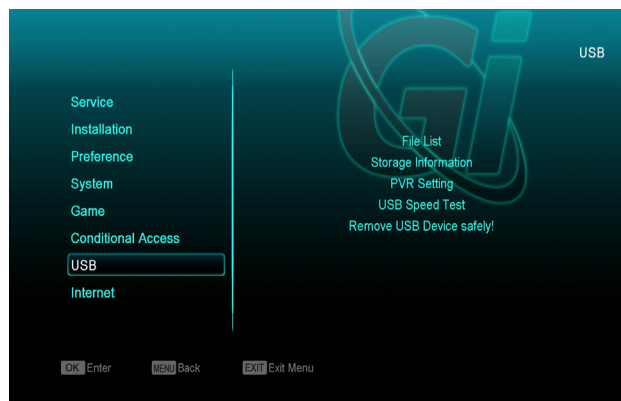 USB
Service
Installation
Preference
System
Game
Conditional Access
USB
Internet
File List
Storage Information
PVR Setting
USB Speed Test
Remove USB Device safely!
OK Enter MENU Back EXIT Exit Menu
Gi